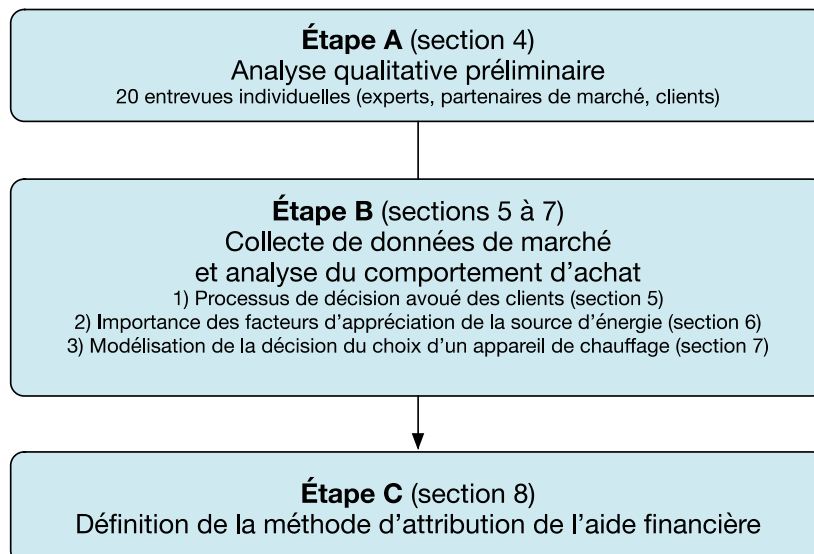 Étape A (section 4)
Analyse qualitative préliminaire
20 entrevues individuelles (experts, partenaires de marché, clients)
Étape B (sections 5 à 7)
Collecte de données de marché
et analyse du comportement d'achat
1) Processus de décision avoué des clients (section 5)
2) Importance des facteurs d'appréciation de la source d'énergie (section 6)
3) Modélisation de la décision du choix d'un appareil de chauffage (section 7)
Étape C (section 8)
Définition de la méthode d'attribution de l'aide financière